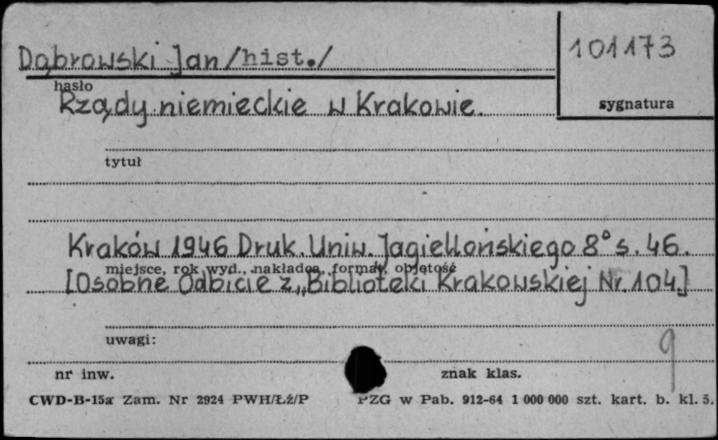 Dąbrowski Jan /hist./
101173
hasło
Rządy niemieckie w Krakowie.
sygnatura
tytuł
Kraków 1946 Druk. Uniw. Jagiellońskiego 8° s. 46.
miejsce, rok wyd., nakładca, format, objętość
[Osobne Odbicie z „Biblioteki Krakowskiej Nr. 104.]
uwagi:
9
nr inw.
znak klas.
CWD-B-15a Zam. Nr 2924 PWH/Łź/P PZG w Pab. 912-64 1 000 000 szt. kart. b. kl. 5.